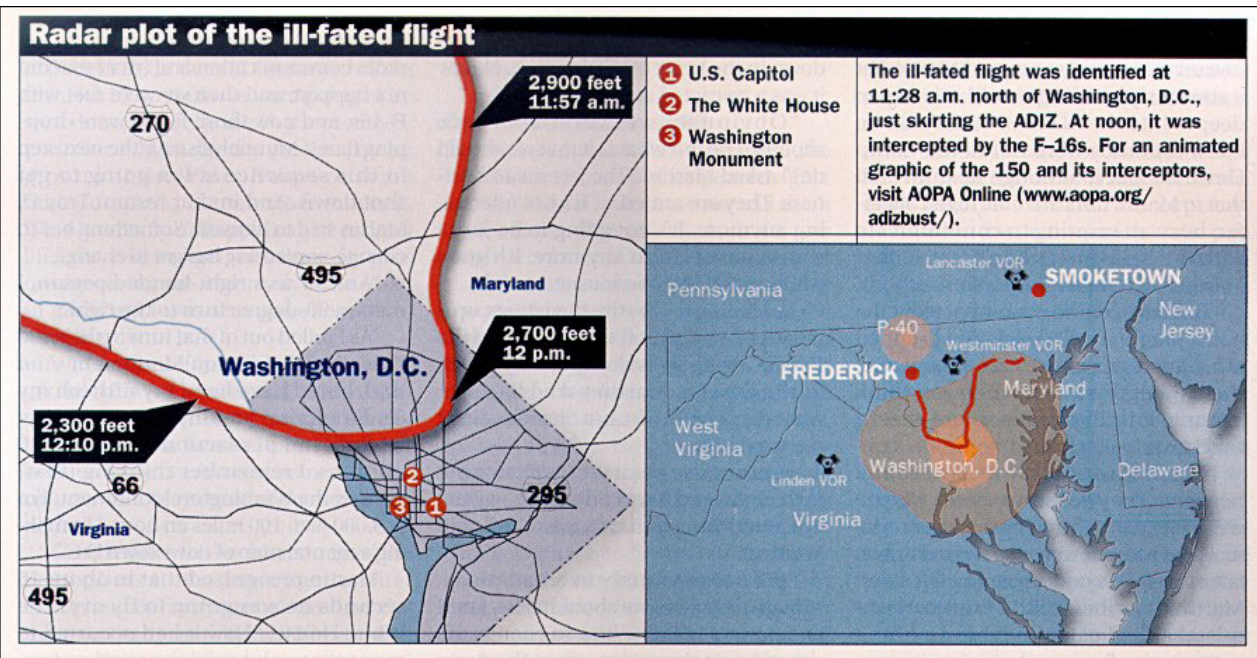 Radar plot of the ill-fated flight
2,900 feet
11:57 a.m.
270
495
Maryland
2,700 feet
12 p.m.
Washington, D.C.
2,300 feet
12:10 p.m.
66
Virginia
295
495
2
3
1
1 U.S. Capitol
2 The White House
3 Washington
Monument
The ill-fated flight was identified at
11:28 a.m. north of Washington, D.C.,
just skirting the ADIZ. At noon, it was
intercepted by the F–16s. For an animated
graphic of the 150 and its interceptors,
visit AOPA Online (www.aopa.org/
adizbust/).
Lancaster VOR
SMOKETOWN
Pennsylvania
New
Jersey
P-40
Westminster VOR
FREDERICK
Maryland
West
Virginia
Washington, D.C.
Delaware
Linden VOR
Virginia